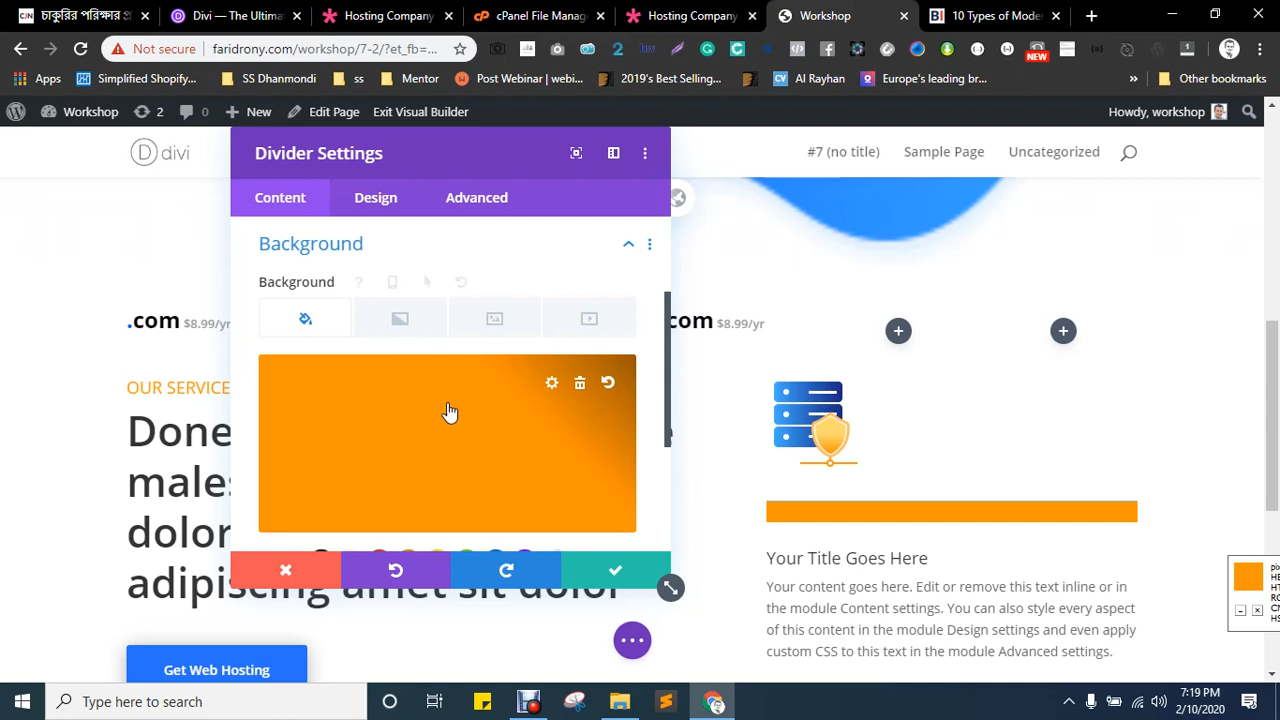 চাকুরীর পরিক্ষার
Divi — The Ultimat
Hosting Company
cPanel File Manag
Hosting Company
Workshop
10 Types of Moder
Not secure
faridrony.com/workshop/7-2/?et_fb=...
NEW
Apps
Simplified Shopify...
SS Dhanmondi
ss
Mentor
Post Webinar | webi...
2019's Best Selling...
Al Rayhan
Europe's leading br...
»
Other bookmarks
Workshop
2
0
New
Edit Page
Exit Visual Builder
Howdy, workshop
divi
#7 (no title)
Sample Page
Uncategorized
Divider Settings
Content
Design
Advanced
Background
Background
.com $8.99/yr
com $8.99/yr
OUR SERVICE
Done
males
dolor
adipiscing amet sit dolor
Get Web Hosting
Your Title Goes Here
Your content goes here. Edit or remove this text inline or in
the module Content settings. You can also style every aspect
of this content in the module Design settings and even apply
custom CSS to this text in the module Advanced settings.
Type here to search
7:19 PM
2/10/2020